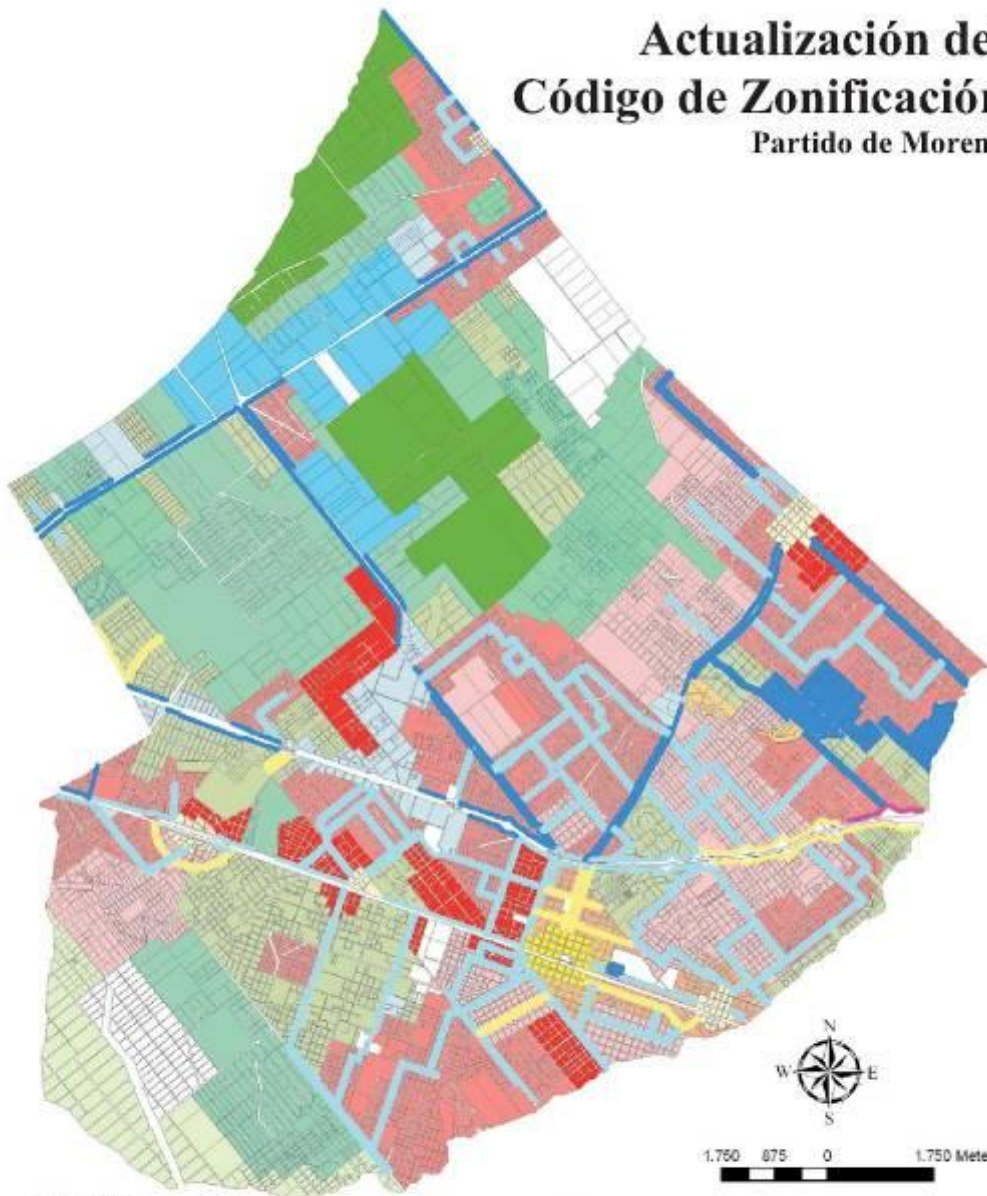 Actualización de
Código de Zonificación
Partido de Moren
N
W E
S
1.750 875 0 1.750 Mete